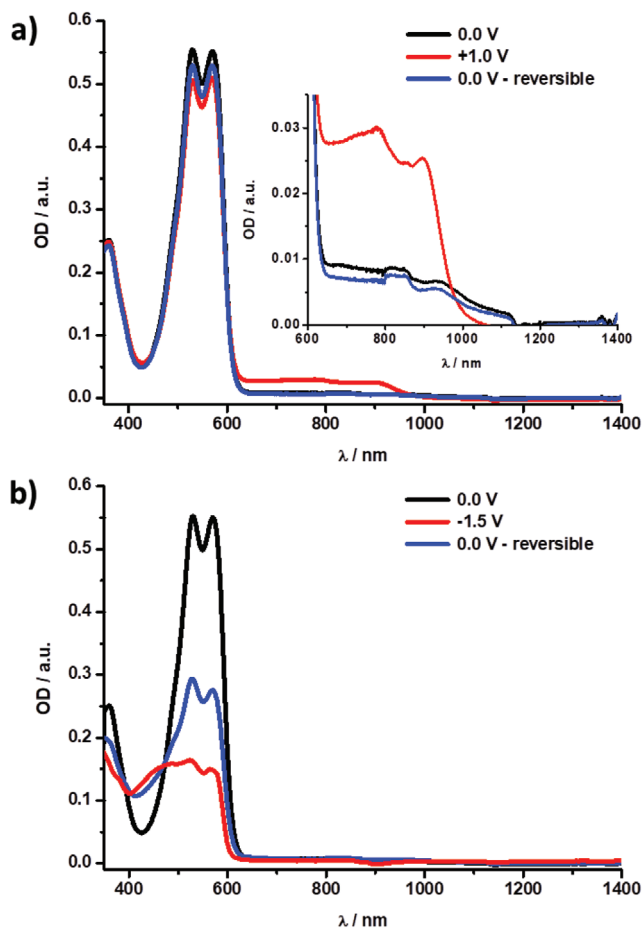 a)
0.0 V
+1.0 V
0.0 V - reversible
OD / a.u.
0.6
0.5
0.4
0.3
0.2
0.1
0.0
400 600 800 1000 1200 1400
λ / nm
OD / a.u.
0.03
0.02
0.01
0.00
600 800 1000 1200 1400
λ / nm
b)
0.0 V
-1.5 V
0.0 V - reversible
OD / a.u.
0.6
0.5
0.4
0.3
0.2
0.1
0.0
400 600 800 1000 1200 1400
λ / nm